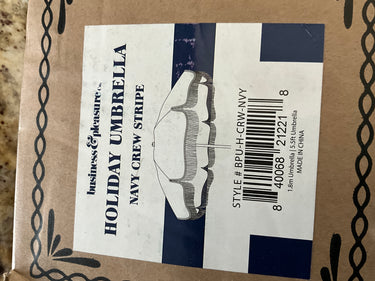 business & pleasure co.
HOLIDAY UMBRELLA
NAVY CREW STRIPE
STYLE # BPU-H-CRW-NVY
8 40068 21221 8
1.8m Umbrella | 5.9ft Umbrella
MADE IN CHINA